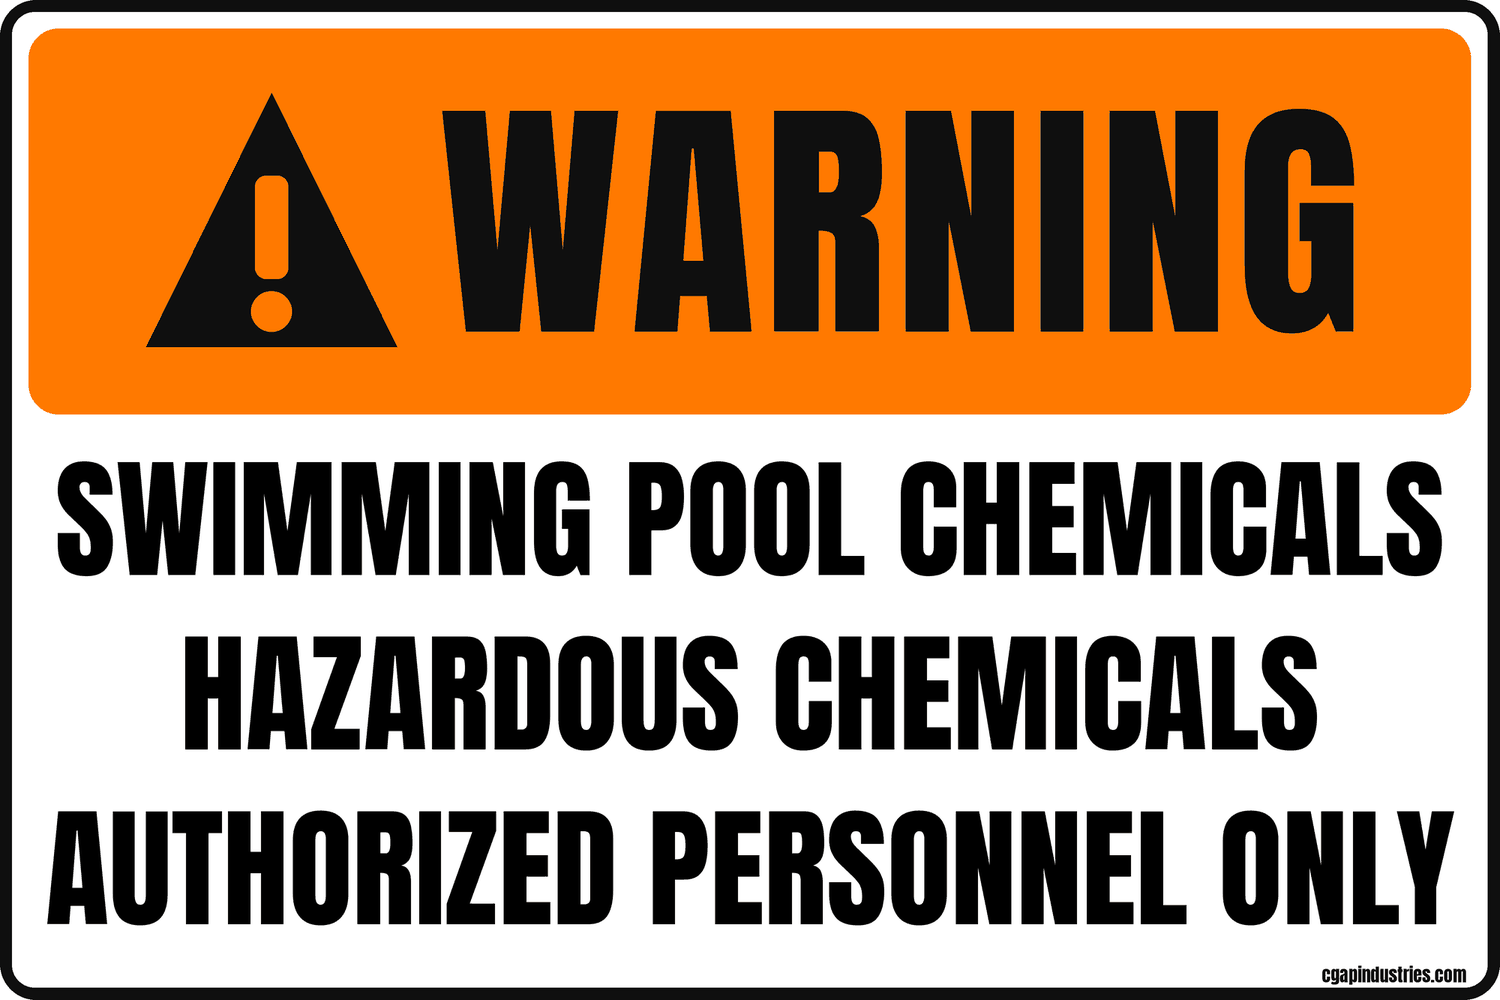 WARNING
SWIMMING POOL CHEMICALS
HAZARDOUS CHEMICALS
AUTHORIZED PERSONNEL ONLY
cgapindustries.com